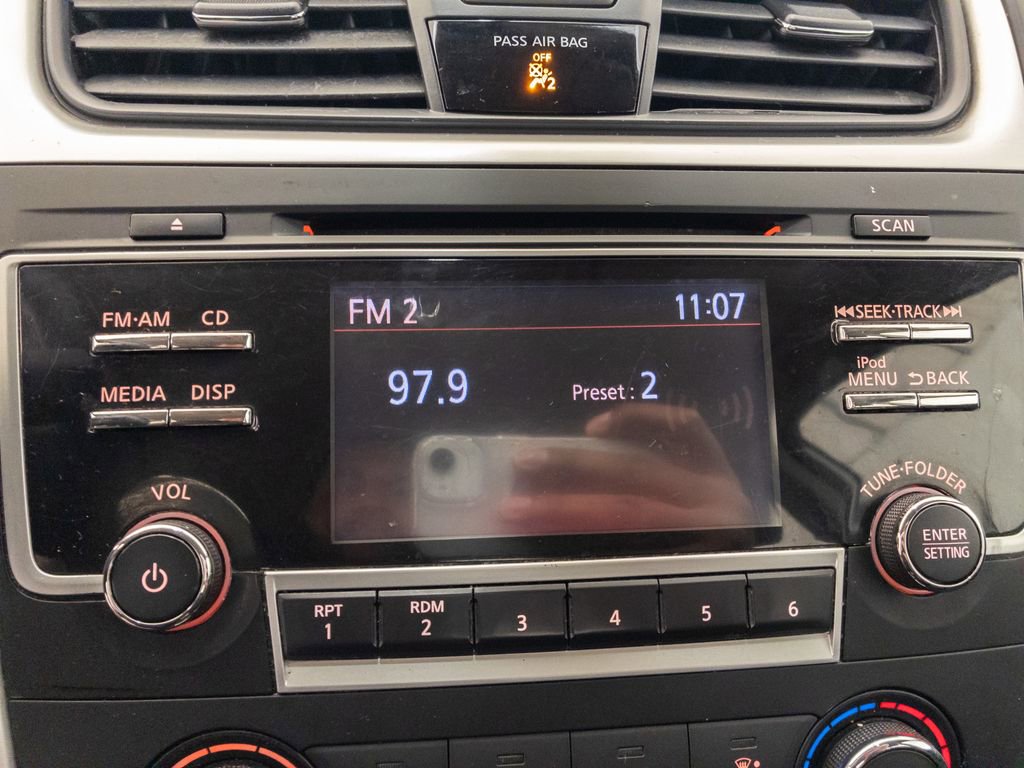 PASS AIR BAG
OFF
2
SCAN
FM·AM CD
FM 2 11:07
SEEK·TRACK
MEDIA DISP
97.9 Preset : 2
iPod
MENU BACK
VOL
TUNE·FOLDER
ENTER
SETTING
RPT
1
RDM
2
3
4
5
6